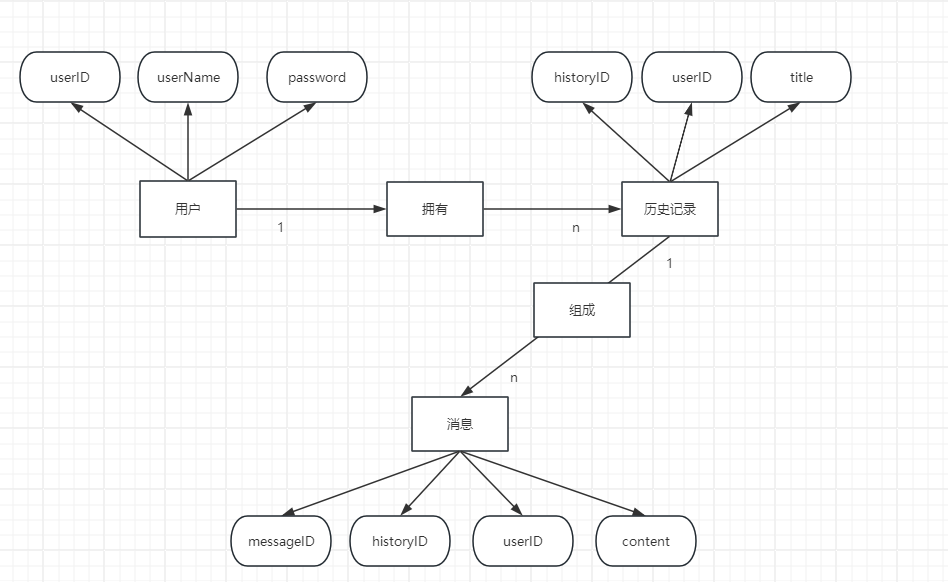 userID
userName
password
historyID
userID
title
用户
1
拥有
n
历史记录
1
组成
n
消息
messageID
historyID
userID
content